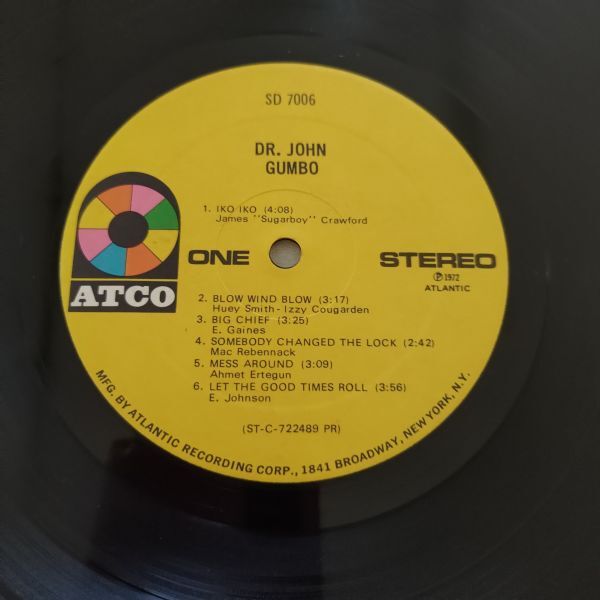 SD 7006
DR. JOHN
GUMBO
1. IKO IKO (4:08)
James "Sugarboy" Crawford
ONE
STEREO
Ⓟ1972
ATLANTIC
ATCO
2. BLOW WIND BLOW (3:17)
Huey Smith - Izzy Cougarden
3. BIG CHIEF (3:25)
E. Gaines
4. SOMEBODY CHANGED THE LOCK (2:42)
Mac Rebennack
5. MESS AROUND (3:09)
Ahmet Ertegun
6. LET THE GOOD TIMES ROLL (3:56)
E. Johnson
(ST-C-722489 PR)
MFG. BY ATLANTIC RECORDING CORP., 1841 BROADWAY, NEW YORK, N.Y.